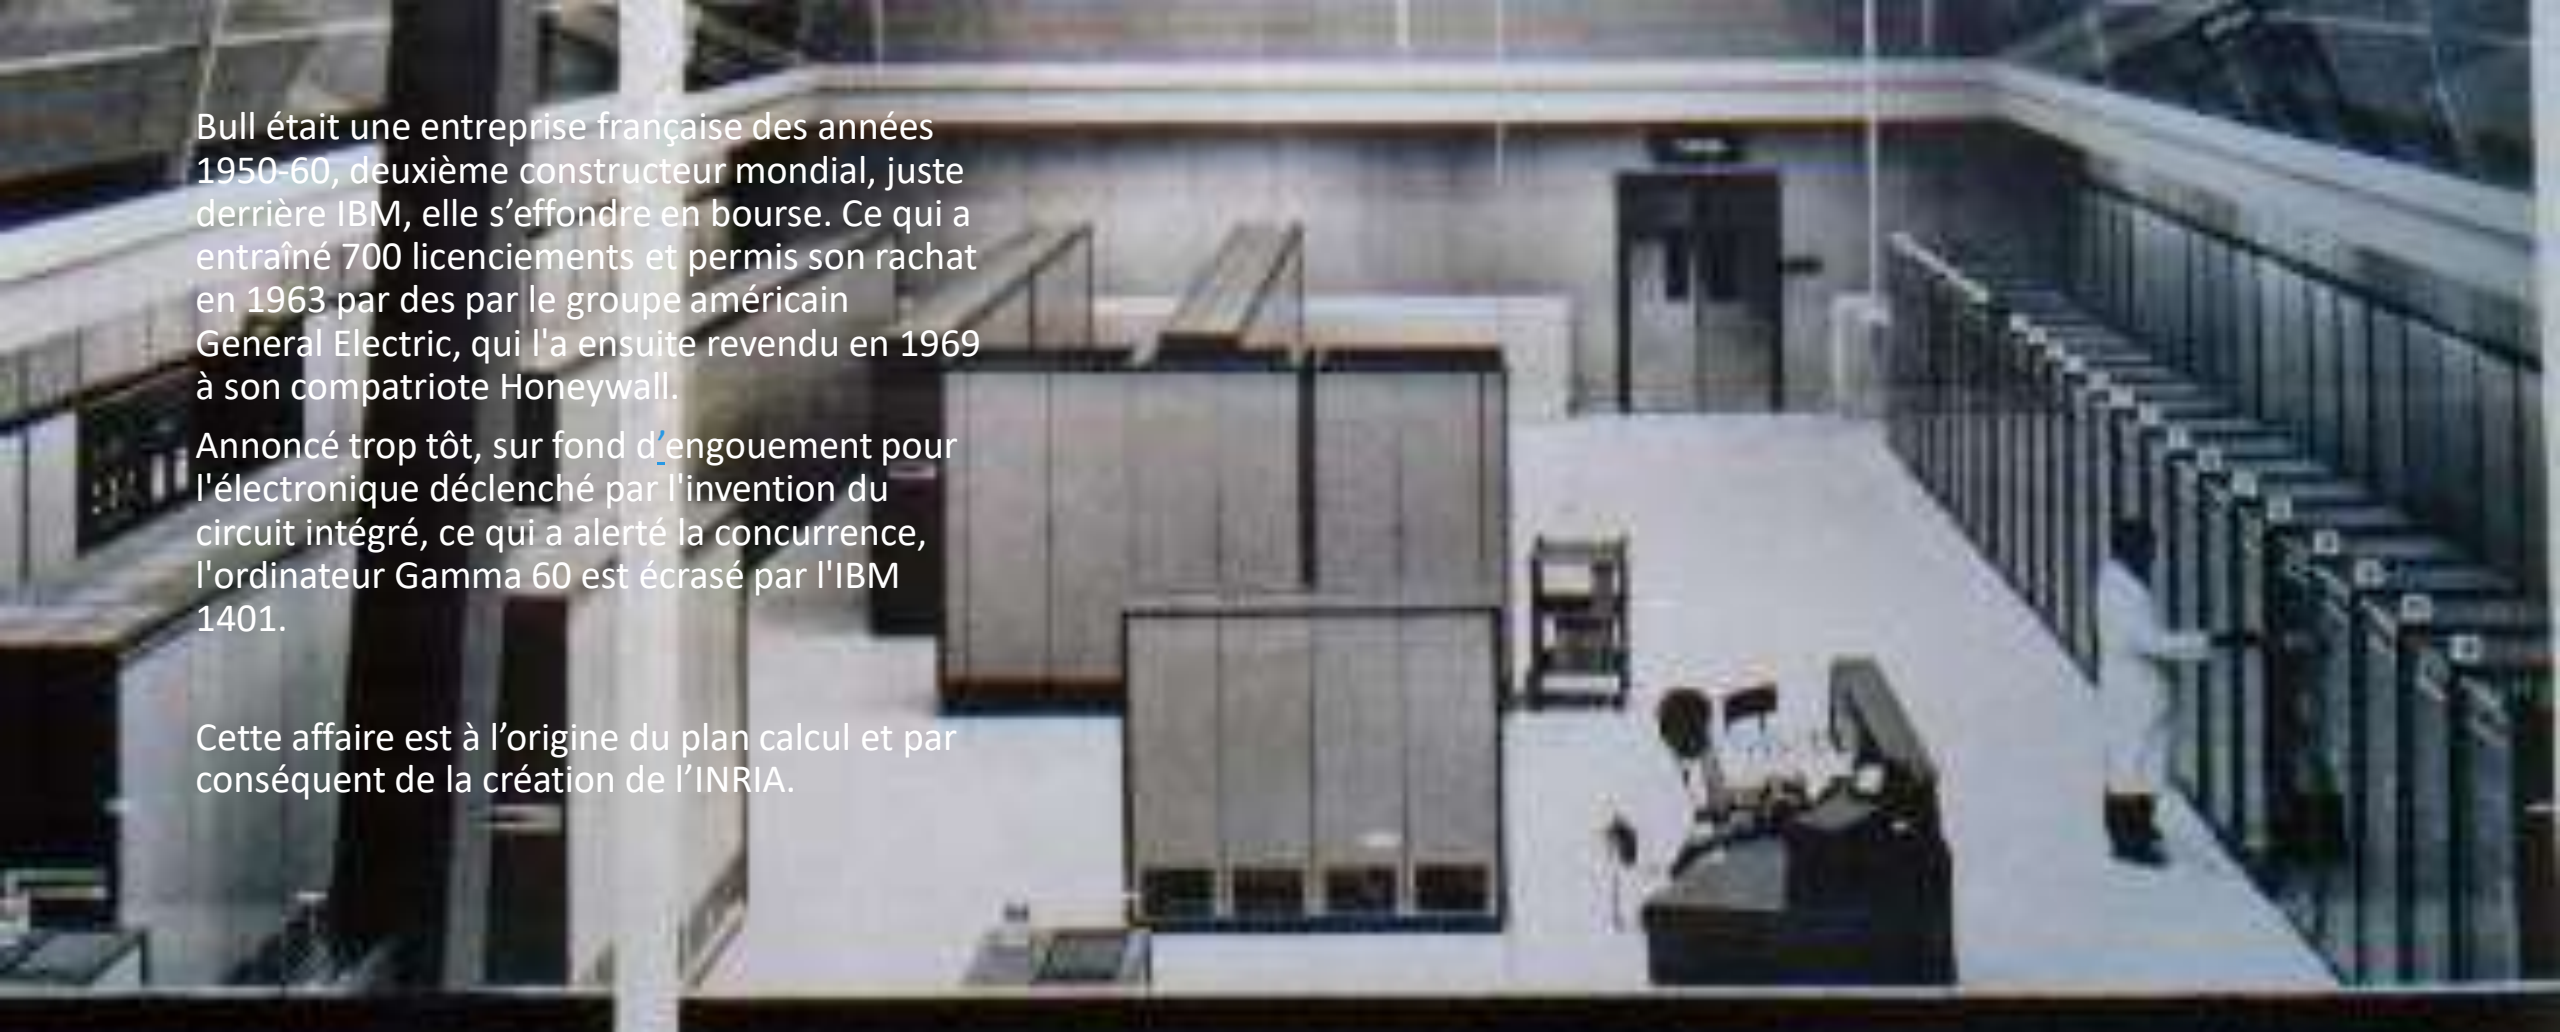 Bull était une entreprise française des années
1950-60, deuxième constructeur mondial, juste
derrière IBM, elle s’effondre en bourse. Ce qui a
entraîné 700 licenciements et permis son rachat
en 1963 par des par le groupe américain
General Electric, qui l'a ensuite revendu en 1969
à son compatriote Honeywall.
Annoncé trop tôt, sur fond d’engouement pour
l'électronique déclenché par l'invention du
circuit intégré, ce qui a alerté la concurrence,
l'ordinateur Gamma 60 est écrasé par l'IBM
1401.
Cette affaire est à l’origine du plan calcul et par
conséquent de la création de l’INRIA.